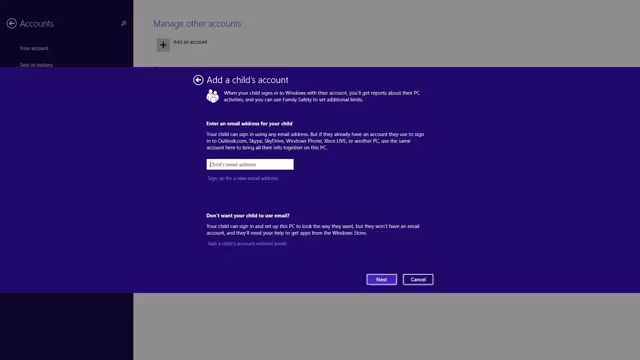 Accounts
Your account
Sign-in options
Manage other accounts
Add an account
Add a child's account
When your child signs in to Windows with their account, you'll get reports about their PC
activities, and you can use Family Safety to set additional limits.
Enter an email address for your child
Your child can sign in using any email address. But if they already have an account they use to sign
in to Outlook.com, Skype, SkyDrive, Windows Phone, Xbox LIVE, or another PC, use the same
account here to bring all their info together on this PC.
Child's email address
Sign up for a new email address
Don't want your child to use email?
Your child can sign in and set up this PC to look the way they want, but they won't have an email
account, and they'll need your help to get apps from the Windows Store.
Add a child's account without email
Next
Cancel